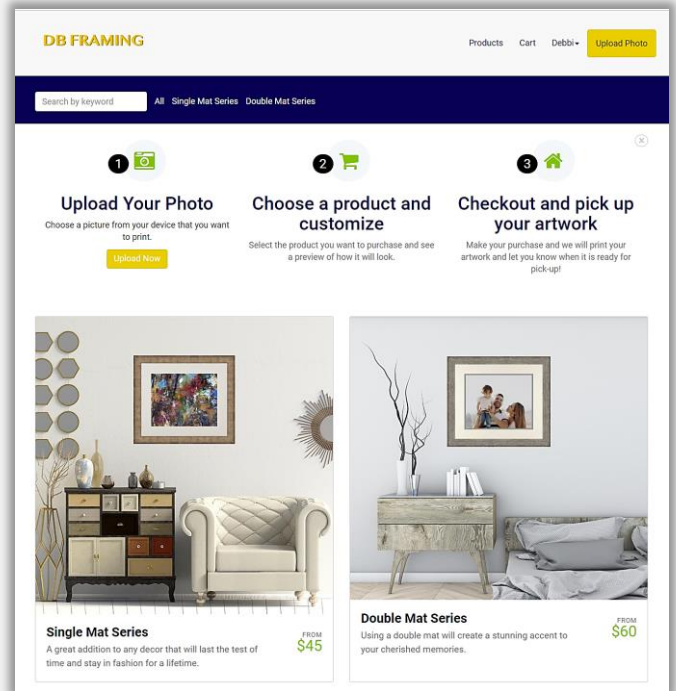 DB FRAMING
Products Cart Debbi Upload Photo
Search by keyword All Single Mat Series Double Mat Series
1
Upload Your Photo
Choose a picture from your device that you want
to print.
Upload Now
2
Choose a product and
customize
Select the product you want to purchase and see
a preview of how it will look.
3
Checkout and pick up
your artwork
Make your purchase and we will print your
artwork and let you know when it is ready for
pick-up!
Single Mat Series
A great addition to any decor that will last the test of
time and stay in fashion for a lifetime.
FROM
$45
Double Mat Series
Using a double mat will create a stunning accent to
your cherished memories.
FROM
$60